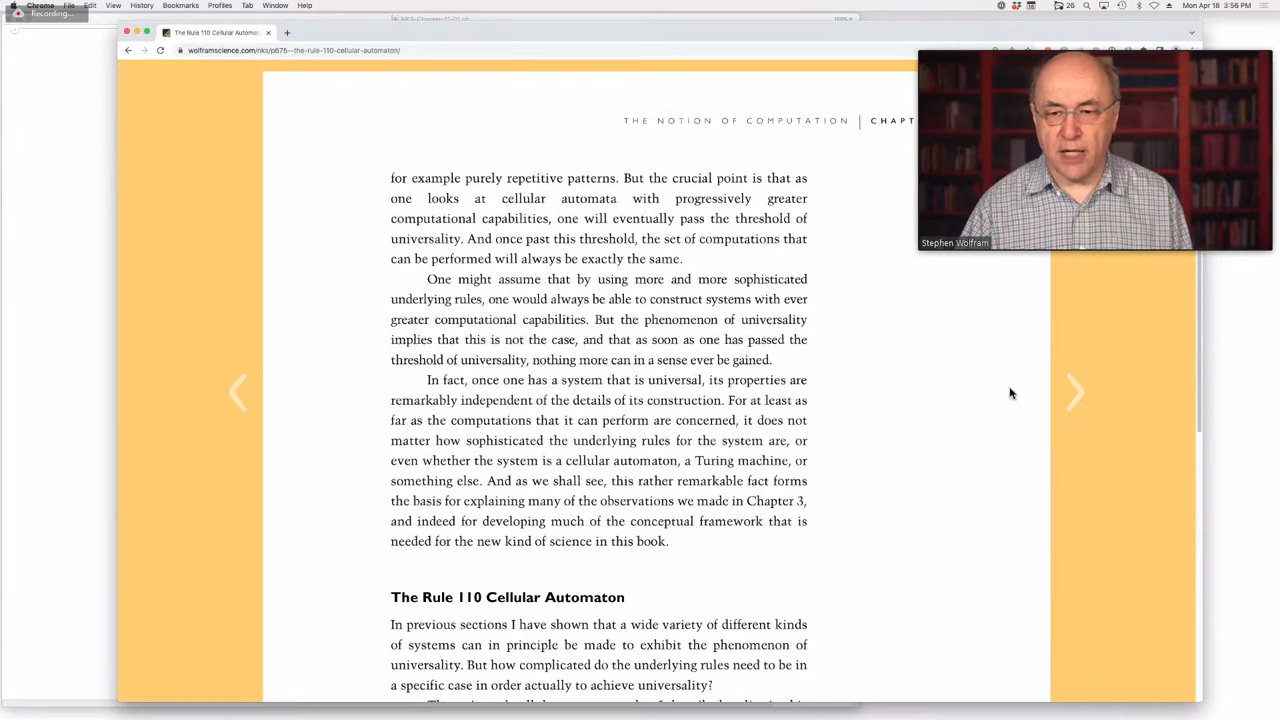 Chrome File Edit View History Bookmarks Profiles Tab Window Help
26 Mon Apr 18 3:56 PM
Recording...
The Rule 110 Cellular Automat
wolframscience.com/nks/p675--the-rule-110-cellular-automaton/
THE NOTION OF COMPUTATION | CHAPT
Stephen Wolfram
for example purely repetitive patterns. But the crucial point is that as
one looks at cellular automata with progressively greater
computational capabilities, one will eventually pass the threshold of
universality. And once past this threshold, the set of computations that
can be performed will always be exactly the same.
One might assume that by using more and more sophisticated
underlying rules, one would always be able to construct systems with ever
greater computational capabilities. But the phenomenon of universality
implies that this is not the case, and that as soon as one has passed the
threshold of universality, nothing more can in a sense ever be gained.
In fact, once one has a system that is universal, its properties are
remarkably independent of the details of its construction. For at least as
far as the computations that it can perform are concerned, it does not
matter how sophisticated the underlying rules for the system are, or
even whether the system is a cellular automaton, a Turing machine, or
something else. And as we shall see, this rather remarkable fact forms
the basis for explaining many of the observations we made in Chapter 3,
and indeed for developing much of the conceptual framework that is
needed for the new kind of science in this book.
The Rule 110 Cellular Automaton
In previous sections I have shown that a wide variety of different kinds
of systems can in principle be made to exhibit the phenomenon of
universality. But how complicated do the underlying rules need to be in
a specific case in order actually to achieve universality?